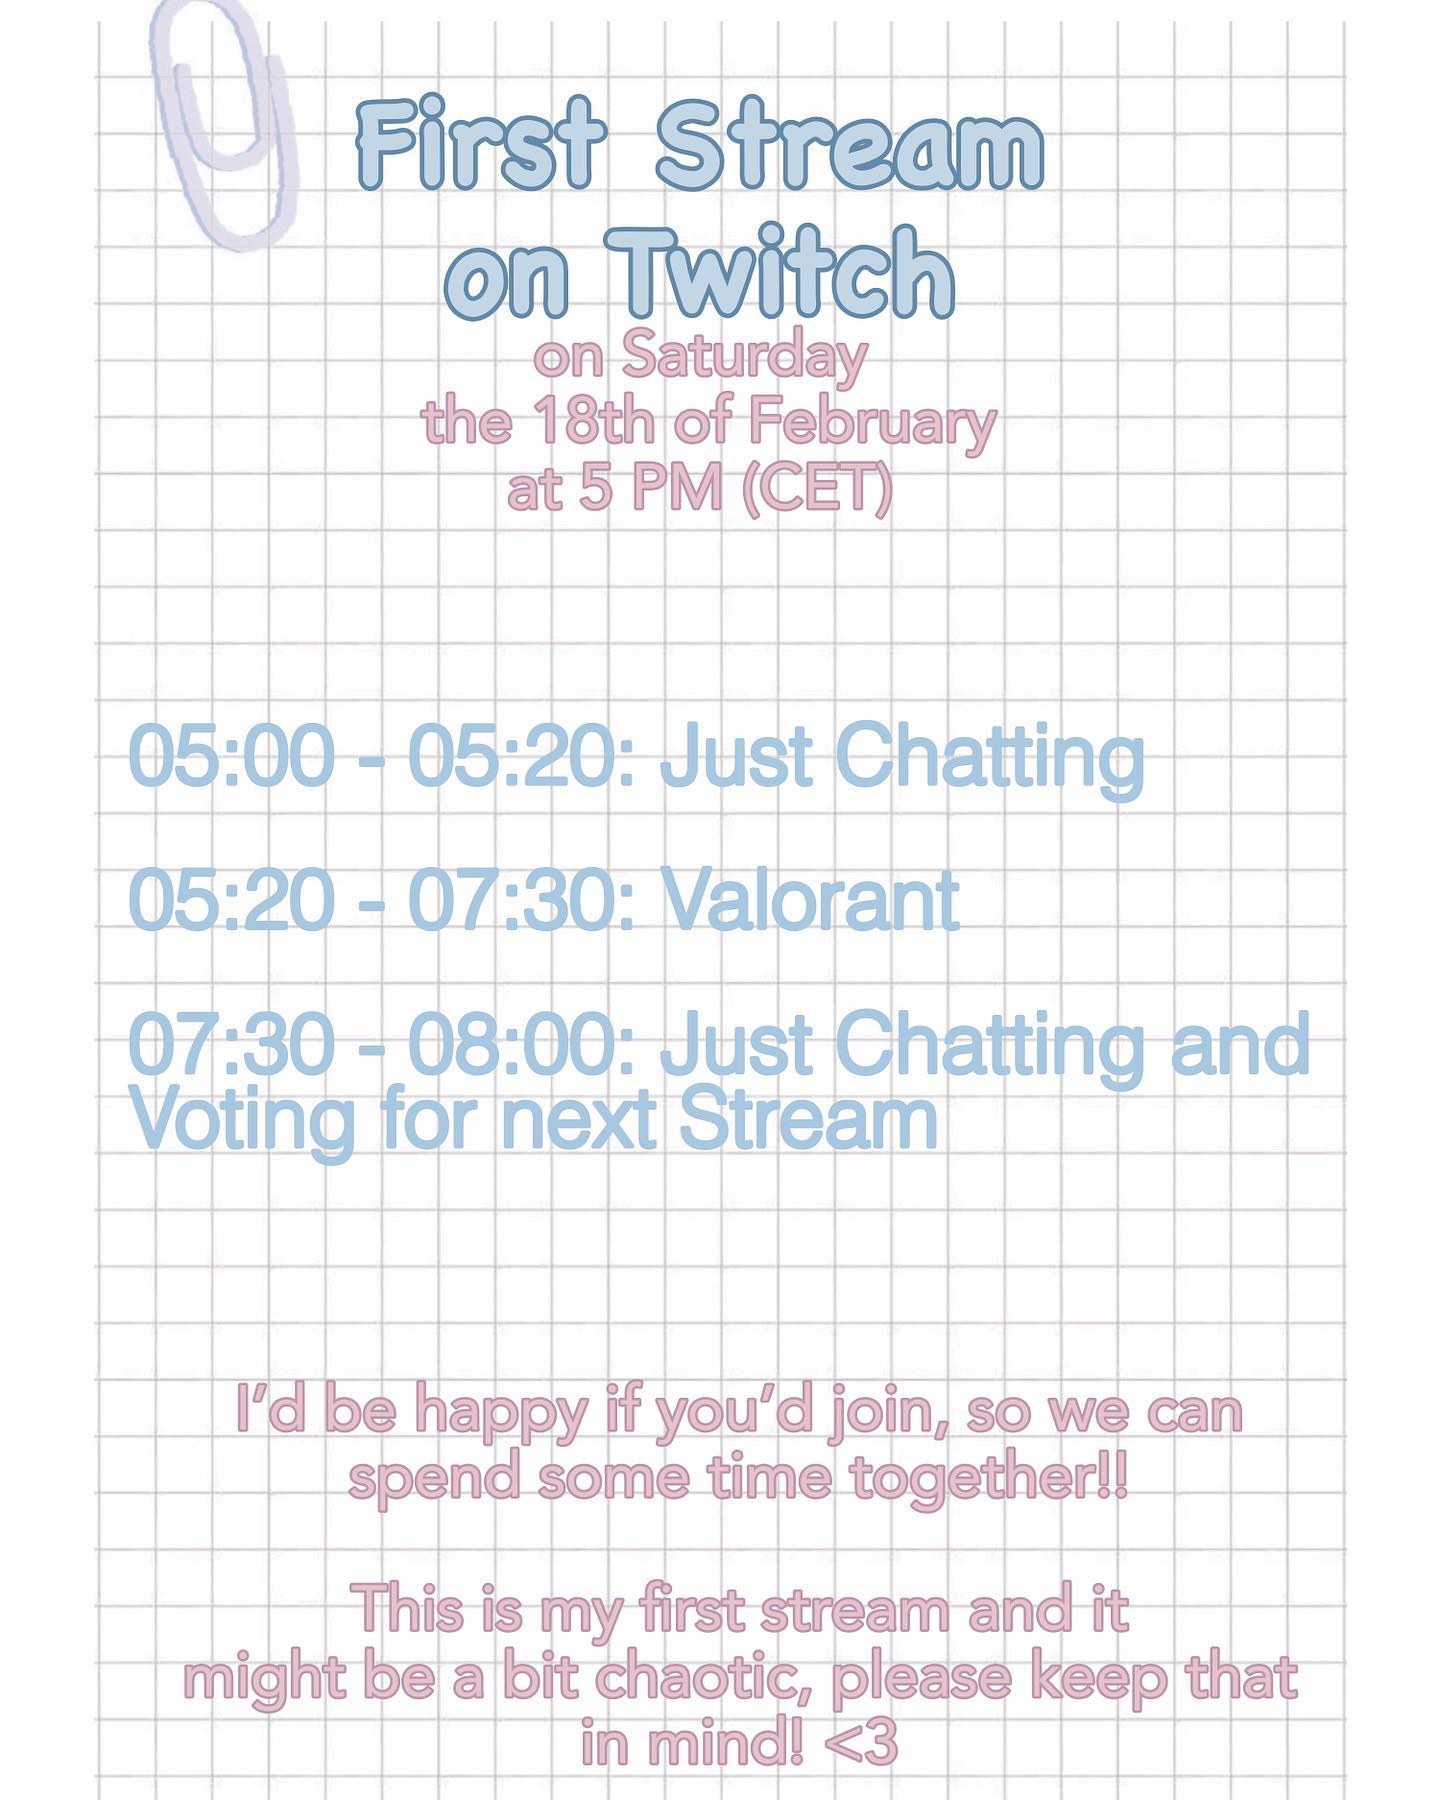 First Stream
on Twitch
on Saturday
the 18th of February
at 5 PM (CET)
05:00 - 05:20: Just Chatting
05:20 - 07:30: Valorant
07:30 - 08:00: Just Chatting and
Voting for next Stream
I’d be happy if you’d join, so we can
spend some time together!!
This is my first stream and it
might be a bit chaotic, please keep that
in mind! <3